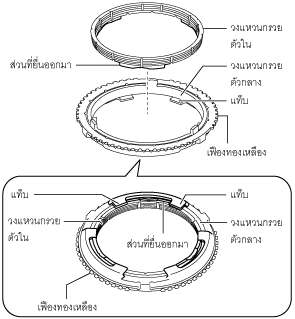 วงแหวนกรวย
ตัวใน
ส่วนที่ยื่นออกมา
วงแหวนกรวย
ตัวกลาง
แท็บ
เฟืองทองเหลือง
แท็บ
แท็บ
วงแหวนกรวย
ตัวใน
ส่วนที่ยื่นออกมา
วงแหวนกรวย
ตัวกลาง
เฟืองทองเหลือง